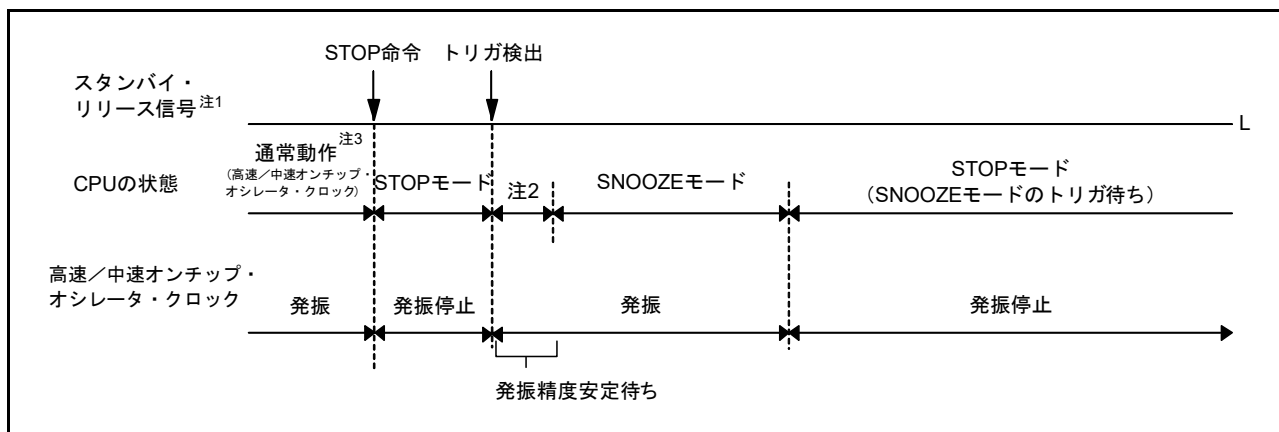 STOP命令 トリガ検出
スタンバイ・
リリース信号注1
L
通常動作注3
(高速/中速オンチップ・
オシレータ・クロック)
CPUの状態
STOPモード
注2
SNOOZEモード
STOPモード
(SNOOZEモードのトリガ待ち)
高速/中速オンチップ・
オシレータ・クロック
発振
発振停止
発振
発振停止
発振精度安定待ち